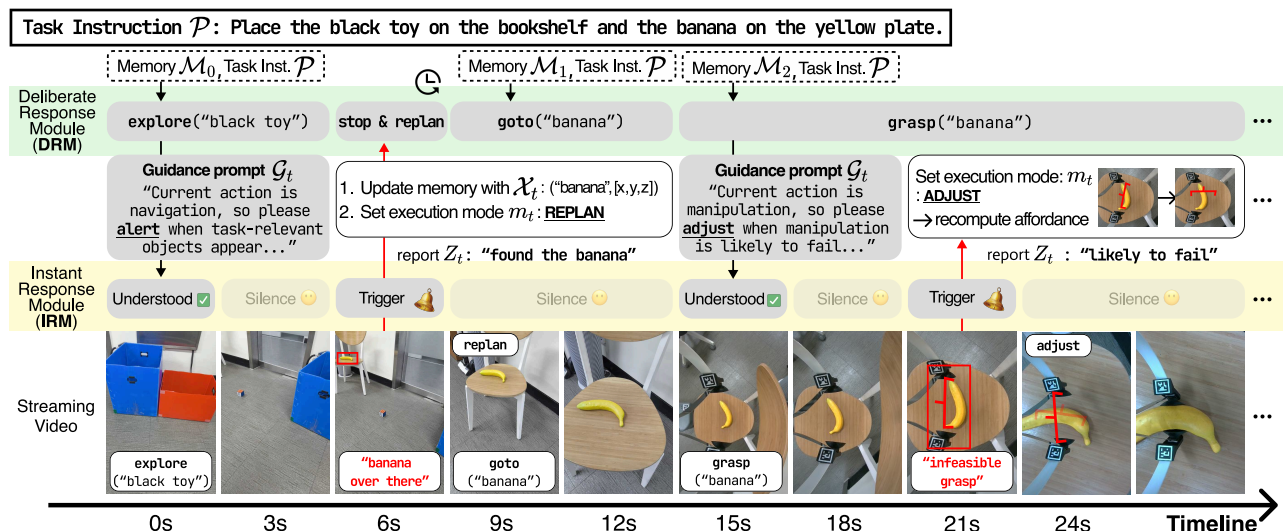 Task Instruction 𝒫: Place the black toy on the bookshelf and the banana on the yellow plate.
Memory ℳ₀, Task Inst. 𝒫
Memory ℳ₁, Task Inst. 𝒫
Memory ℳ₂, Task Inst. 𝒫
Deliberate
Response
Module
(DRM)
explore("black toy")
stop & replan
goto("banana")
grasp("banana")
...
Guidance prompt 𝒢ₜ
"Current action is
navigation, so please
alert when task-relevant
objects appear..."
1. Update memory with 𝒳ₜ: ("banana",[x,y,z])
2. Set execution mode mₜ: REPLAN
Guidance prompt 𝒢ₜ
"Current action is
manipulation, so please
adjust when manipulation
is likely to fail..."
Set execution mode: mₜ
: ADJUST
→ recompute affordance
...
report Zₜ: "found the banana"
report Zₜ : "likely to fail"
Instant
Response
Module
(IRM)
Understood
Silence
Trigger
Silence
Understood
Silence
Trigger
Silence
...
Streaming
Video
explore
("black toy")
"banana
over there"
replan
goto
("banana")
grasp
("banana")
"infeasible
grasp"
adjust
...
0s
3s
6s
9s
12s
15s
18s
21s
24s
Timeline